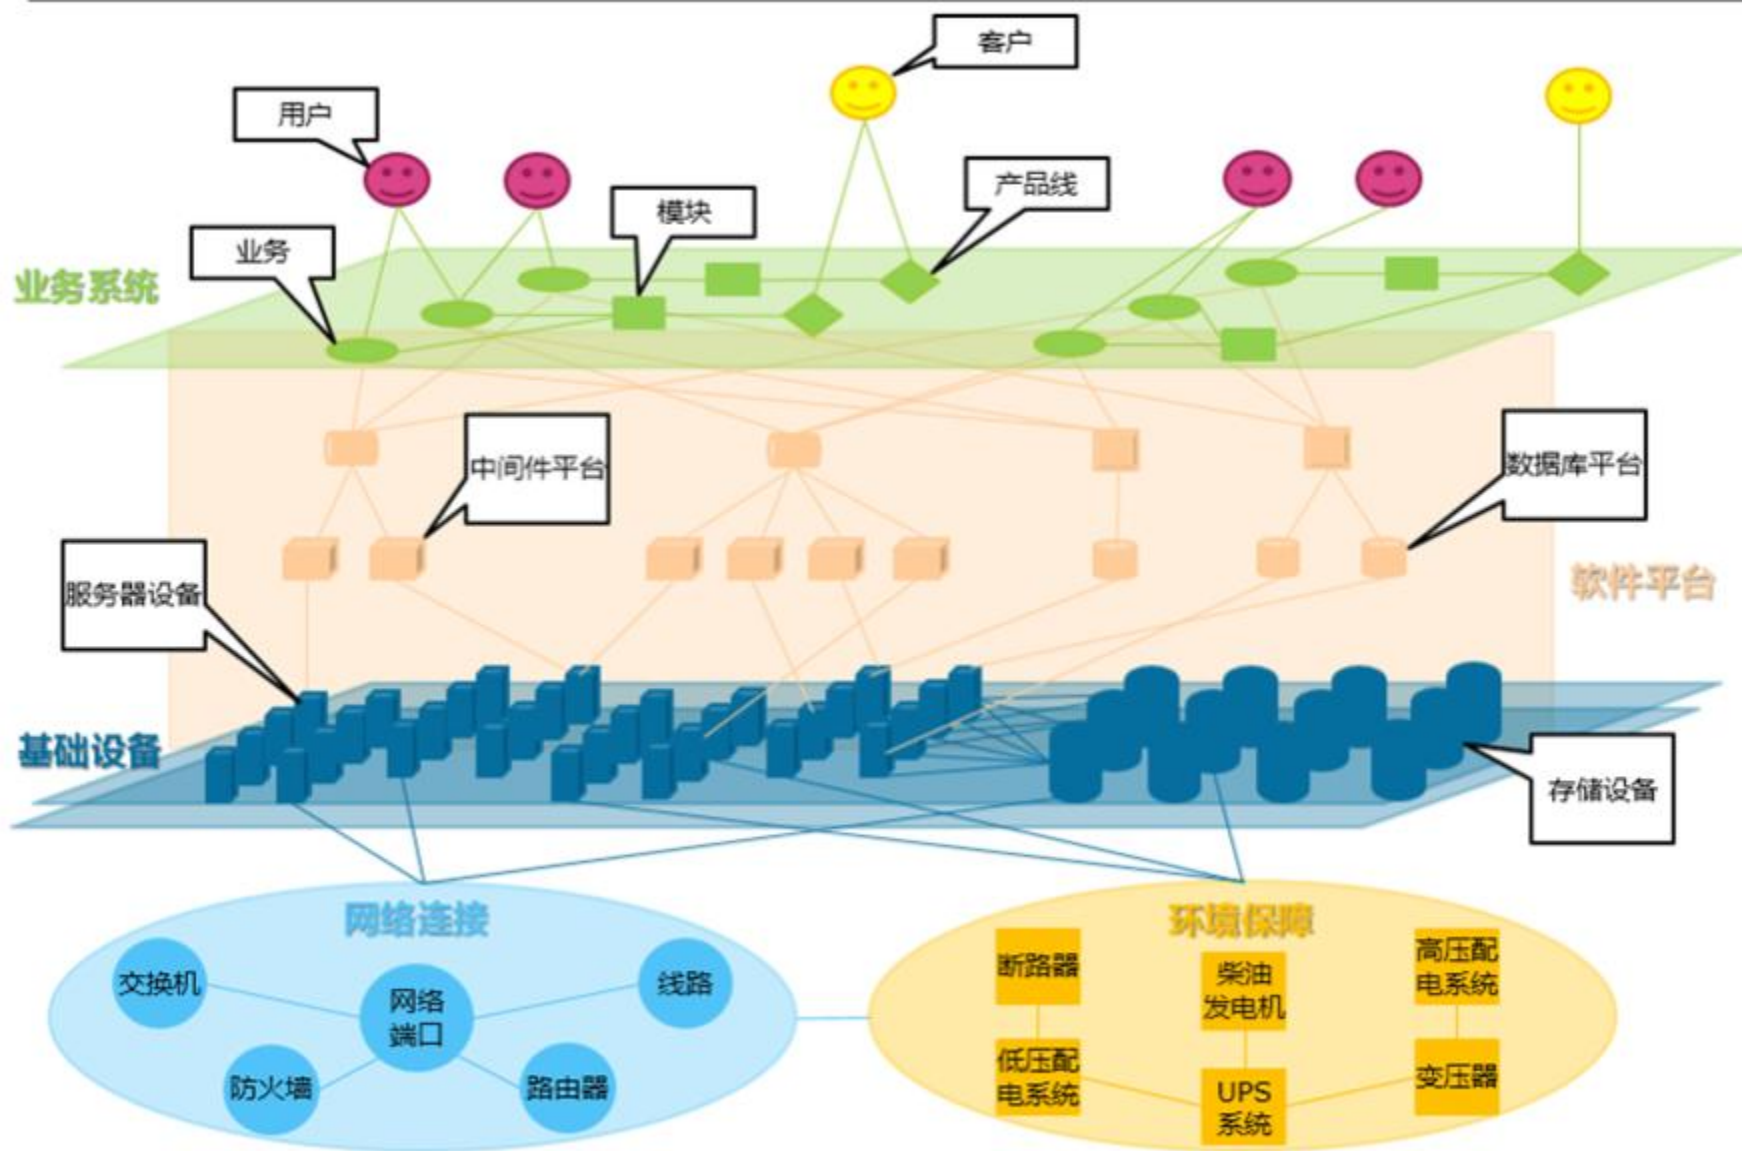 客户
用户
产品线
模块
业务
业务系统
中间件平台
数据库平台
服务器设备
软件平台
基础设备
存储设备
网络连接
交换机
网络
端口
线路
防火墙
路由器
环境保障
断路器
柴油
发电机
高压配
电系统
低压配
电系统
UPS
系统
变压器